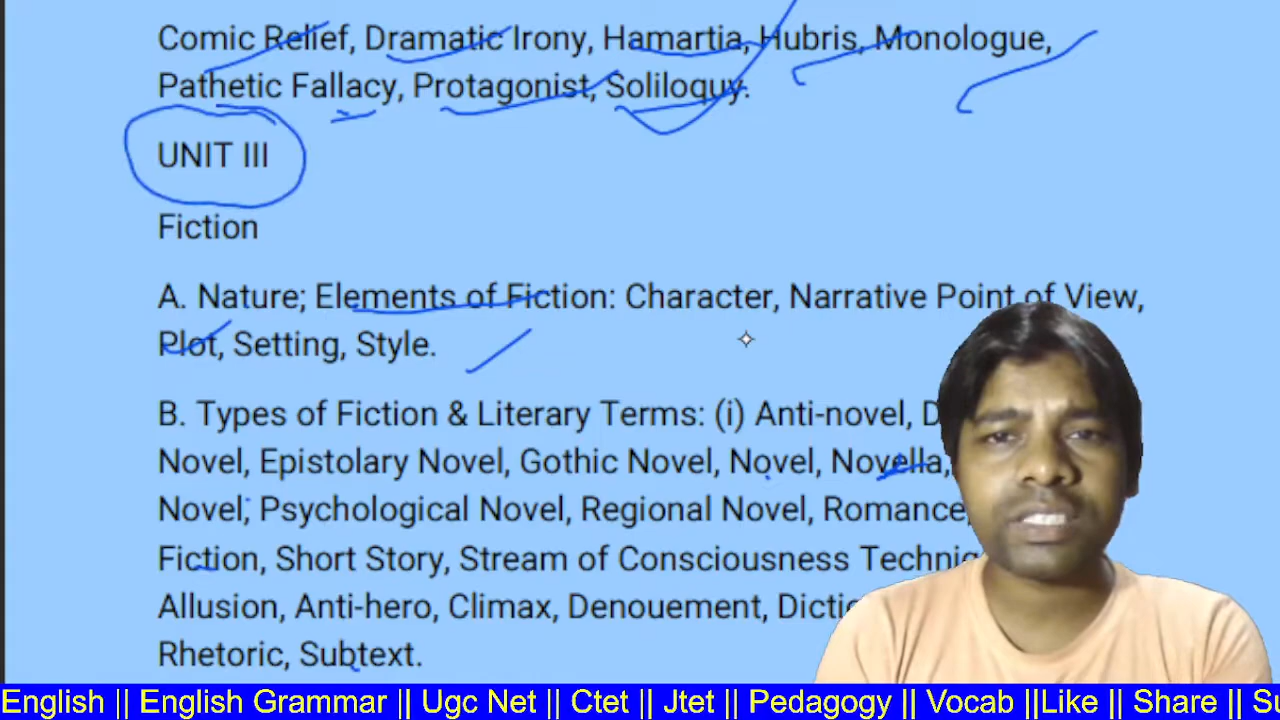 Comic Relief, Dramatic Irony, Hamartia, Hubris, Monologue,
Pathetic Fallacy, Protagonist, Soliloquy.
UNIT III
Fiction
A. Nature; Elements of Fiction: Character, Narrative Point of View,
Plot, Setting, Style.
B. Types of Fiction & Literary Terms: (i) Anti-novel,
Novel, Epistolary Novel, Gothic Novel, Novel, Novella,
Novel; Psychological Novel, Regional Novel, Romance,
Fiction, Short Story, Stream of Consciousness
Allusion, Anti-hero, Climax, Denouement,
Rhetoric, Subtext.
English || English Grammar || Ugc Net || Ctet || Jtet || Pedagogy || Vocab ||Like || Share ||